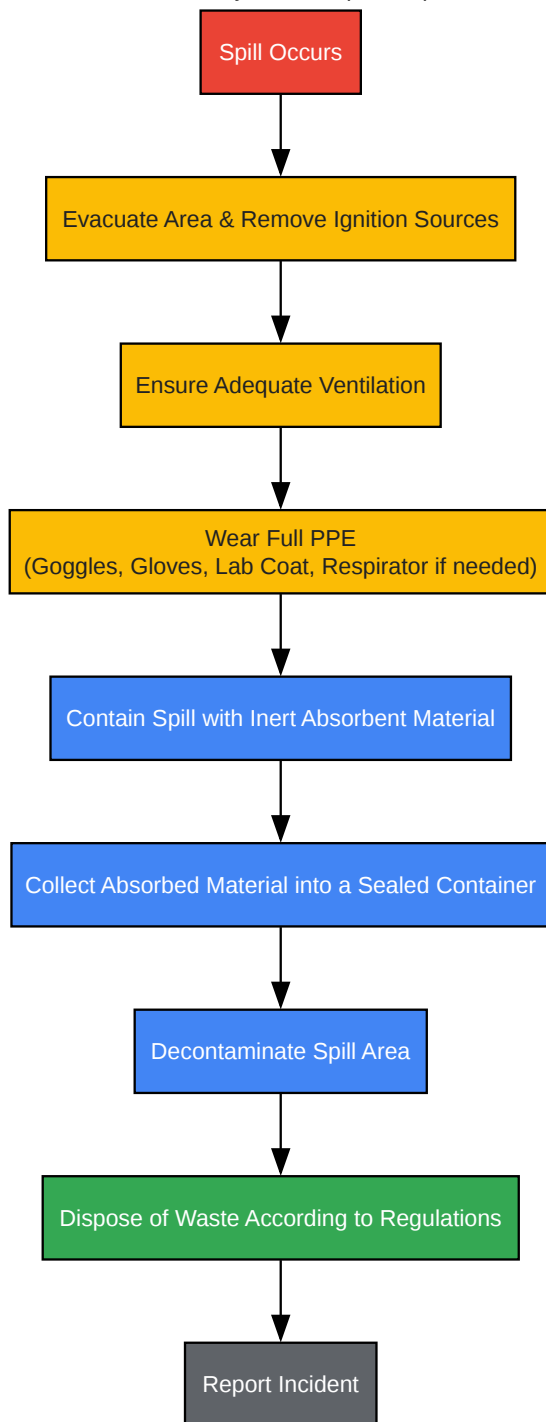 Spill Occurs
Evacuate Area & Remove Ignition Sources
Ensure Adequate Ventilation
Wear Full PPE
(Goggles, Gloves, Lab Coat, Respirator if needed)
Contain Spill with Inert Absorbent Material
Collect Absorbed Material into a Sealed Container
Decontaminate Spill Area
Dispose of Waste According to Regulations
Report Incident